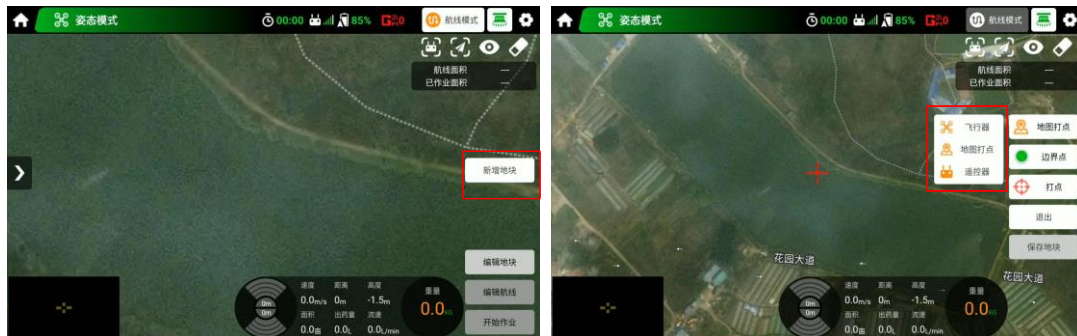 姿态模式
00:00
85%
G
0
航线模式
航线面积 —
已作业面积 —
新增地块
编辑地块
编辑航线
开始作业
0m
0m
速度 距离 高度
0.0m/s 0m -1.5m
面积 出药量 流速
0.0亩 0.0L 0.0L/min
重量
0.0KG
姿态模式
00:00
85%
G
0
航线模式
航线面积 —
已作业面积 —
飞行器
地图打点
遥控器
地图打点
边界点
打点
退出
保存地块
花园大道
花园大道
0m
0m
速度 距离 高度
0.0m/s 0m -1.5m
面积 出药量 流速
0.0亩 0.0L 0.0L/min
重量
0.0KG